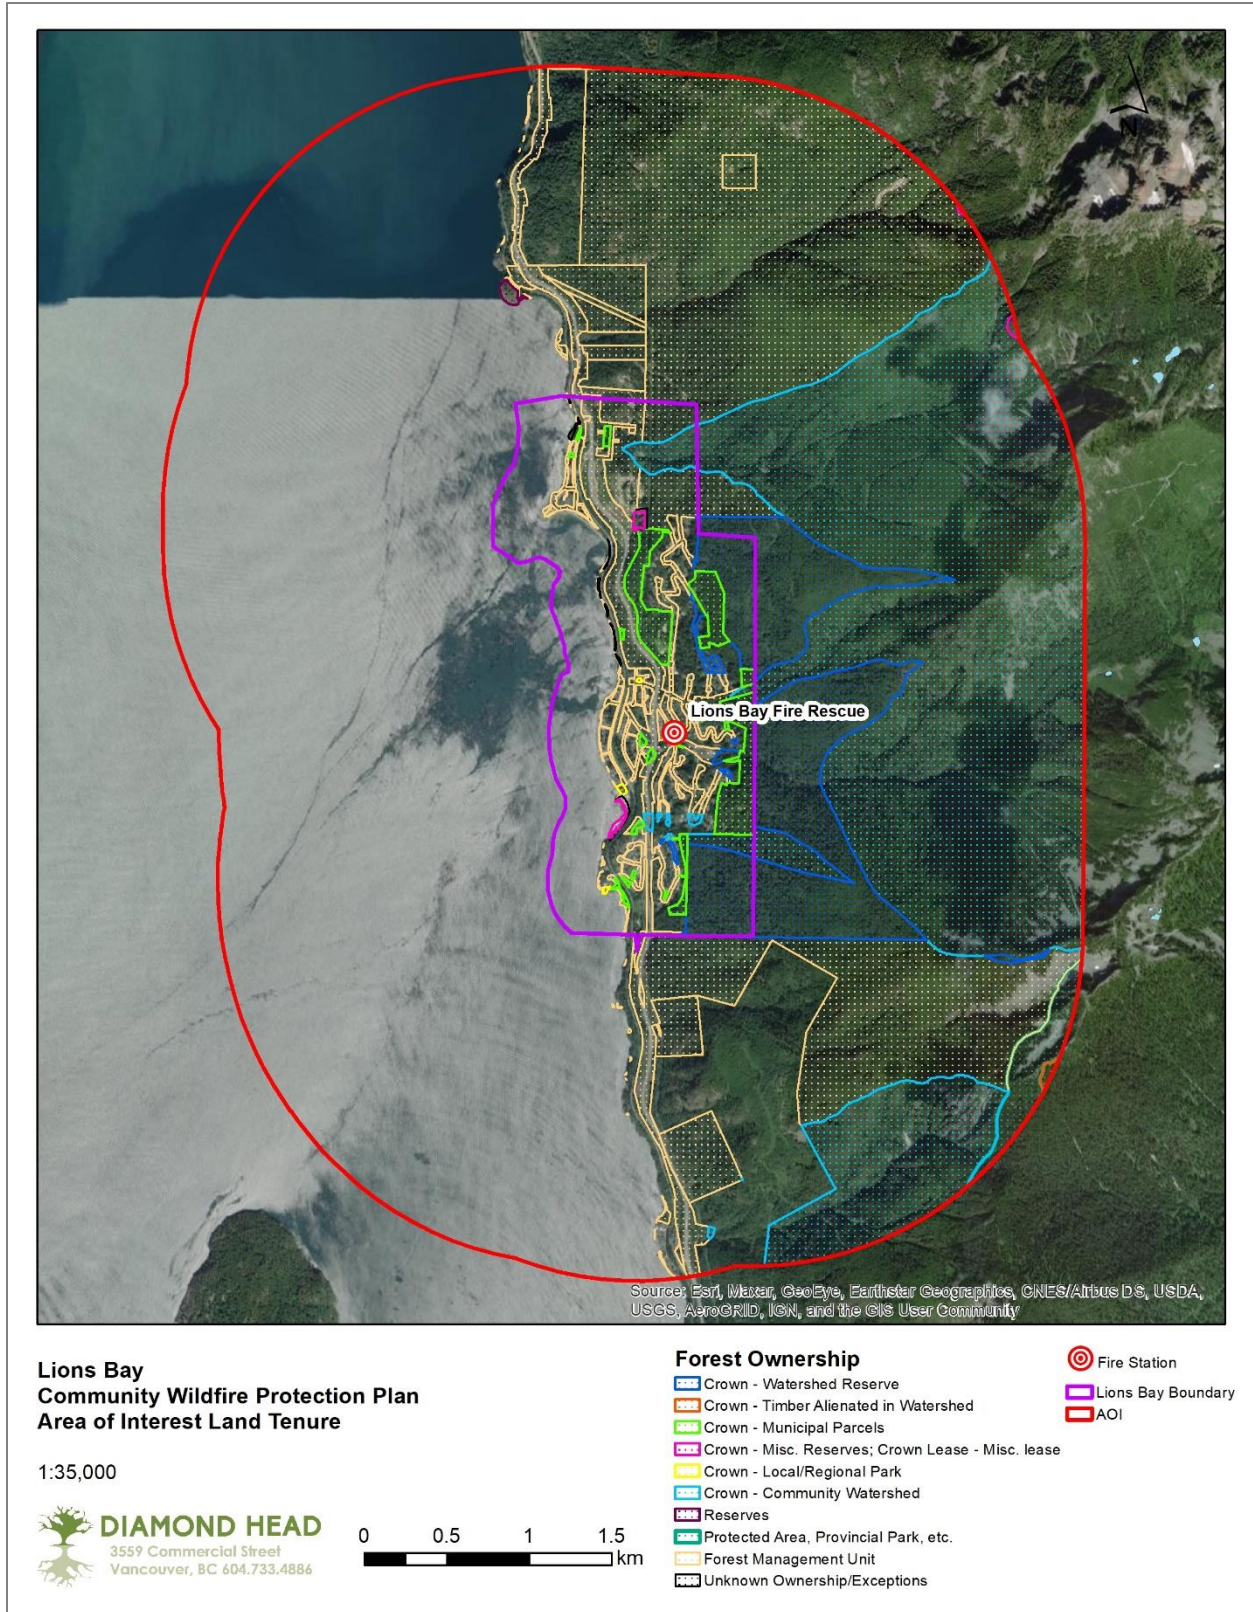 N
Lions Bay Fire Rescue
Source: Esri, Maxar, GeoEye, Earthstar Geographics, CNES/Airbus DS, USDA,
USGS, AeroGRID, IGN, and the GIS User Community
Lions Bay
Community Wildfire Protection Plan
Area of Interest Land Tenure
1:35,000
DIAMOND HEAD
3559 Commercial Street
Vancouver, BC 604.733.4886
0 0.5 1 1.5
km
Forest Ownership
Crown - Watershed Reserve
Crown - Timber Alienated in Watershed
Crown - Municipal Parcels
Crown - Misc. Reserves; Crown Lease - Misc. lease
Crown - Local/Regional Park
Crown - Community Watershed
Reserves
Protected Area, Provincial Park, etc.
Forest Management Unit
Unknown Ownership/Exceptions
Fire Station
Lions Bay Boundary
AOI